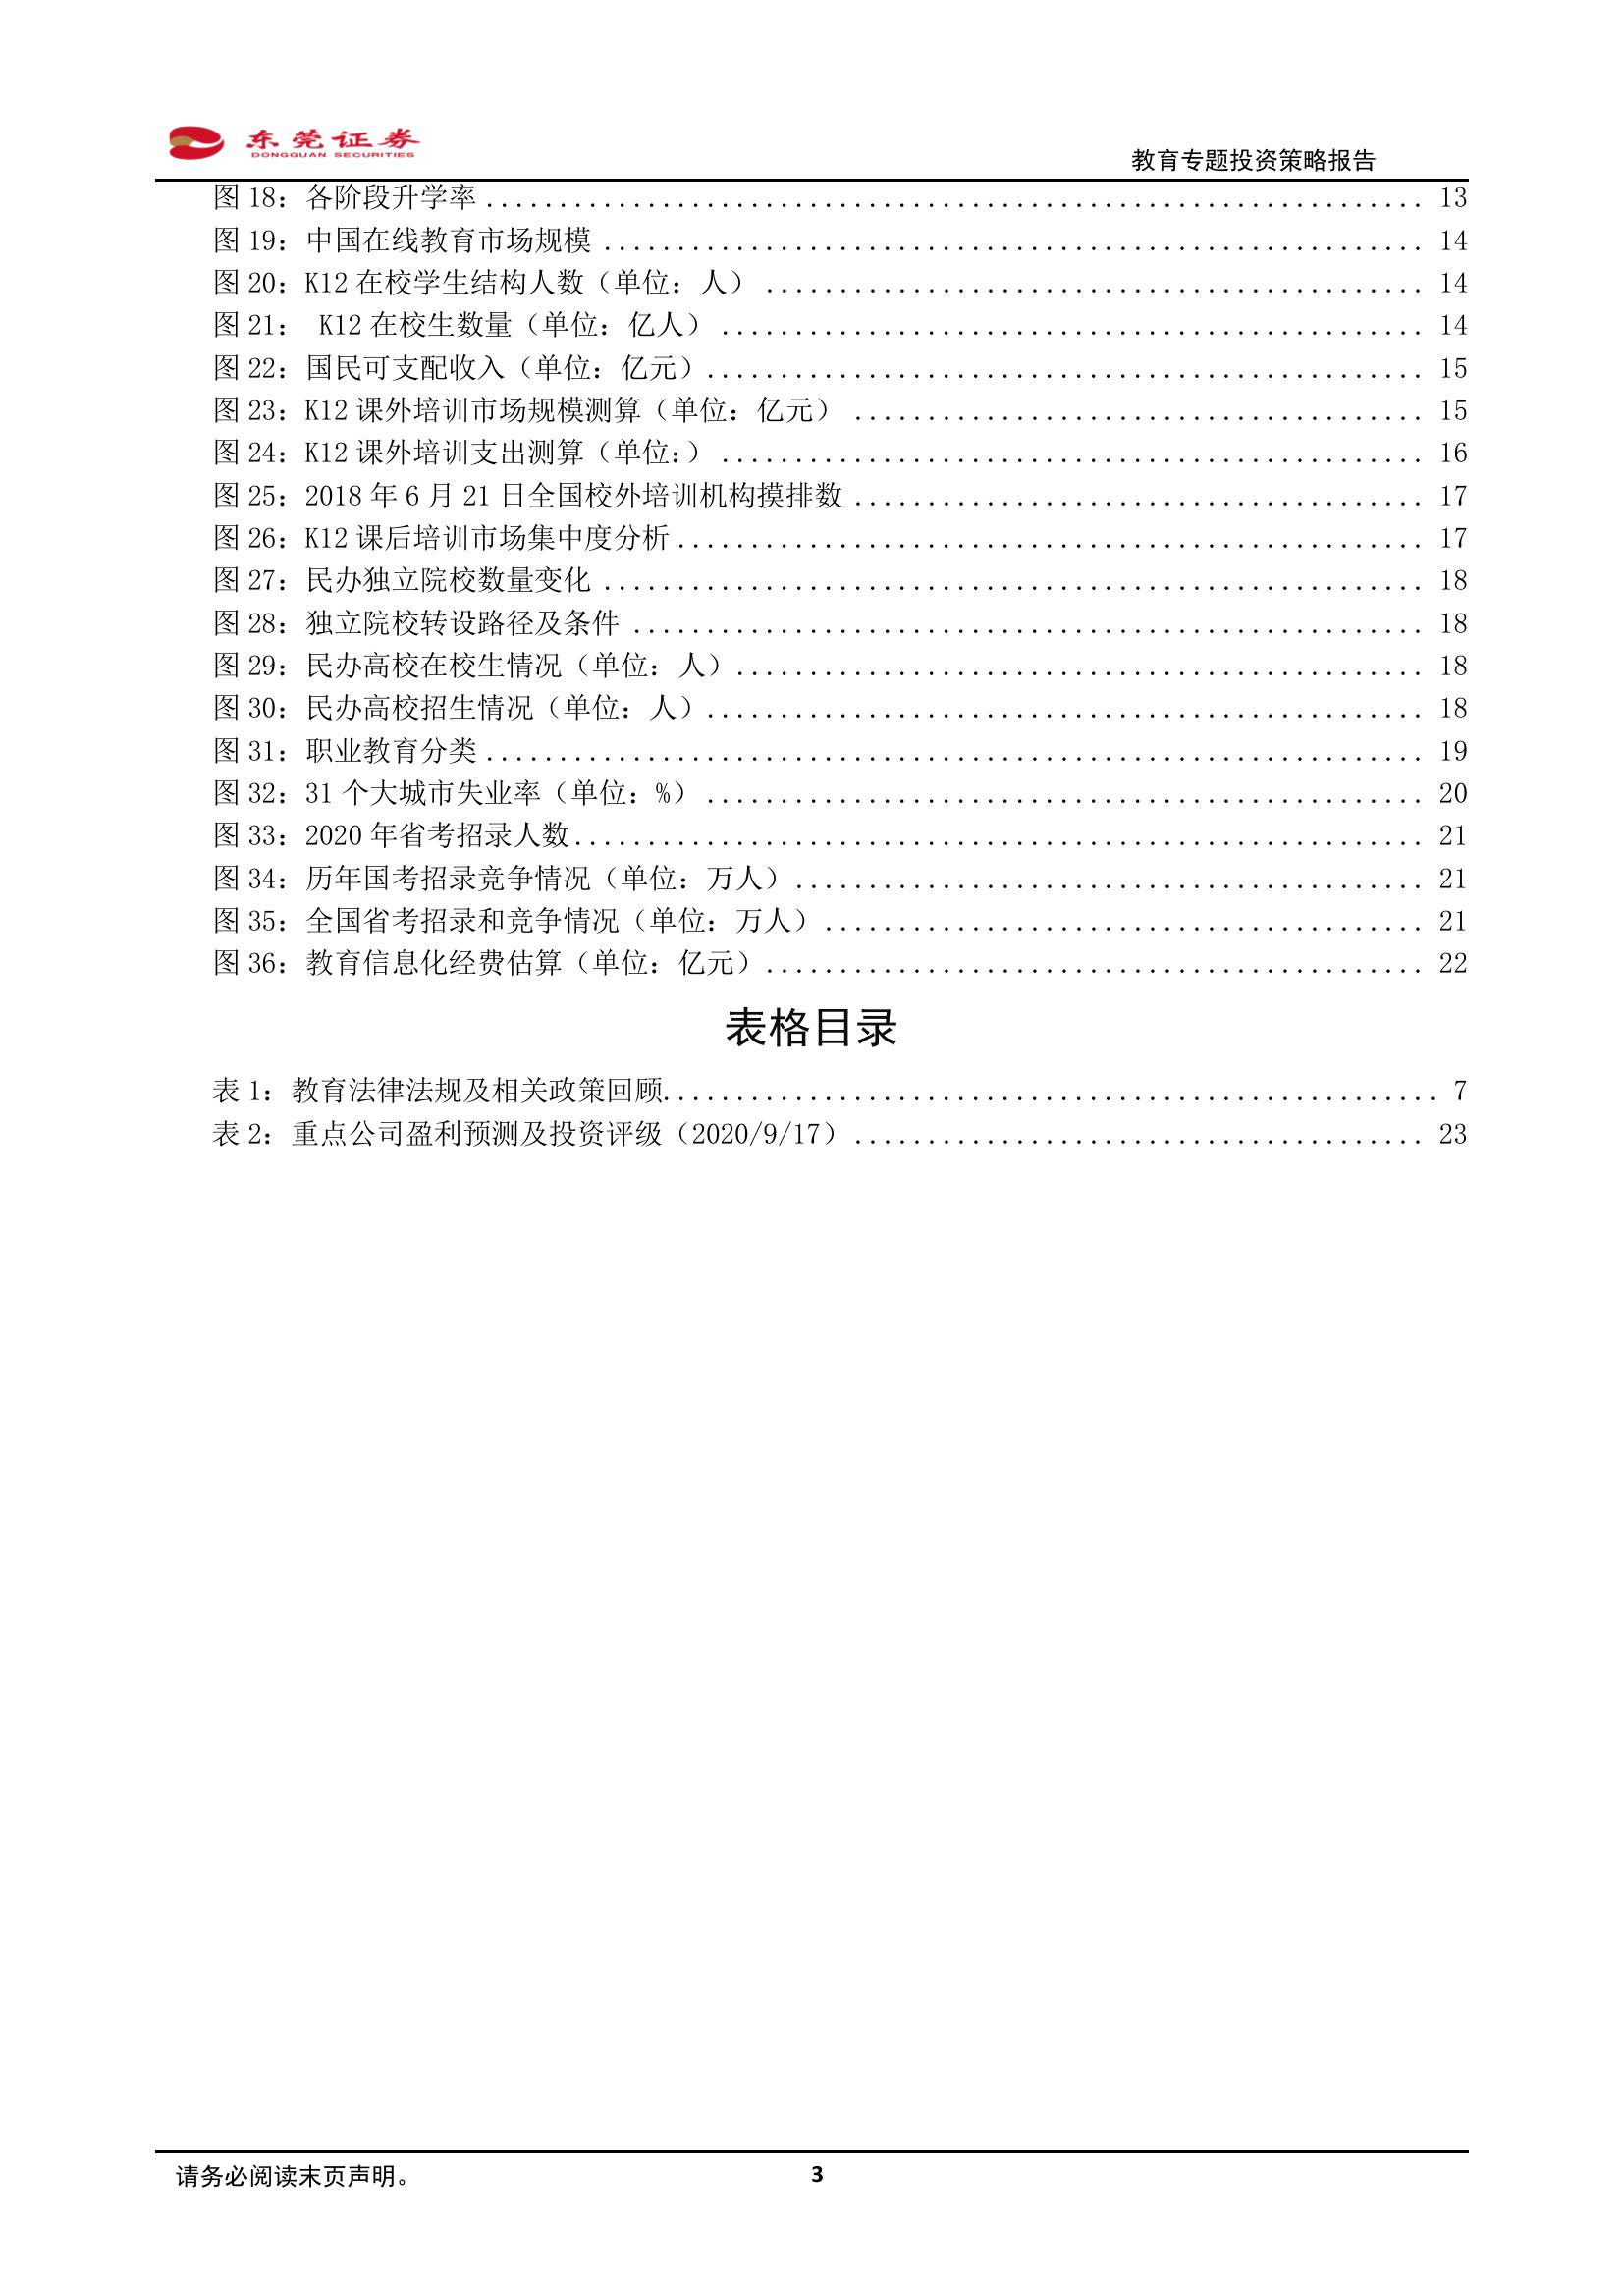 东莞证券
DONGGUAN SECURITIES
教育专题投资策略报告
图 18：各阶段升学率 ................................................................ 13
图 19：中国在线教育市场规模 ........................................................ 14
图 20：K12 在校学生结构人数（单位：人） ............................................. 14
图 21： K12 在校生数量（单位：亿人） ................................................ 14
图 22：国民可支配收入（单位：亿元）................................................. 15
图 23：K12 课外培训市场规模测算（单位：亿元） ....................................... 15
图 24：K12 课外培训支出测算（单位:） ................................................ 16
图 25：2018 年 6 月 21 日全国校外培训机构摸排数 ....................................... 17
图 26：K12 课后培训市场集中度分析................................................... 17
图 27：民办独立院校数量变化 ........................................................ 18
图 28：独立院校转设路径及条件 ...................................................... 18
图 29：民办高校在校生情况（单位：人）............................................... 18
图 30：民办高校招生情况（单位：人）................................................. 18
图 31：职业教育分类 ................................................................ 19
图 32：31 个大城市失业率（单位：%） ................................................. 20
图 33：2020 年省考招录人数.......................................................... 21
图 34：历年国考招录竞争情况（单位：万人）........................................... 21
图 35：全国省考招录和竞争情况（单位：万人）......................................... 21
图 36：教育信息化经费估算（单位：亿元）............................................. 22
表格目录
表 1：教育法律法规及相关政策回顾..................................................... 7
表 2：重点公司盈利预测及投资评级（2020/9/17）....................................... 23
请务必阅读末页声明。
3